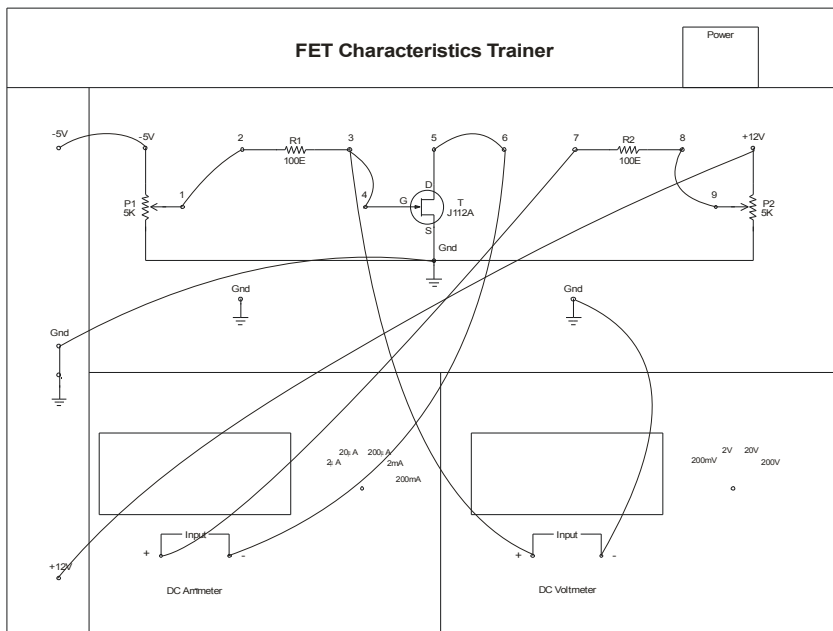 Power
FET Characteristics Trainer
-5V
-5V
2
R1
100E
3
5
6
7
R2
100E
8
+12V
1
P1
5K
4
G
D
T
J112A
S
9
P2
5K
Gnd
Gnd
Gnd
Gnd
2μA
20μA
200μA
2mA
200mA
200mV
2V
20V
200V
+
Input
-
+
Input
-
+12V
DC Ammeter
DC Voltmeter